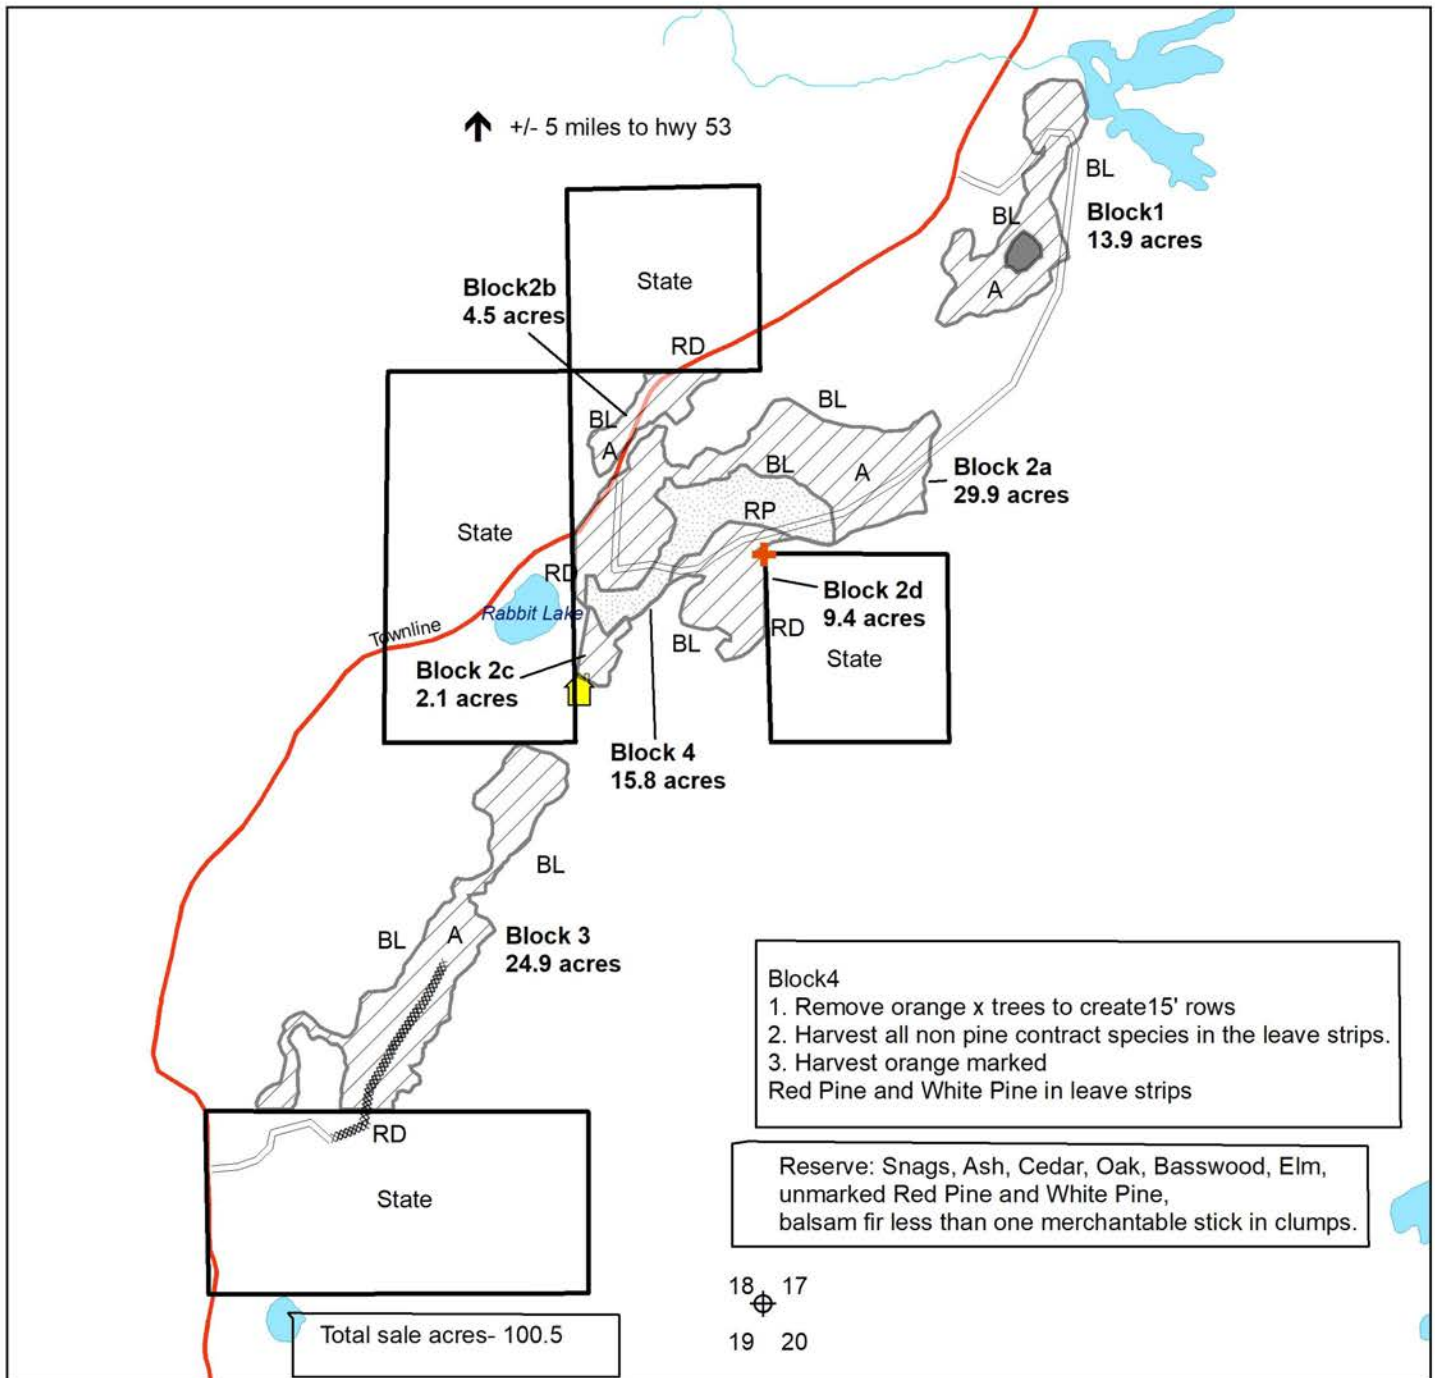 +/- 5 miles to hwy 53
BL
Block1
13.9 acres
BL
A
State
Block2b
4.5 acres
RD
BL
A
BL
BL
A
Block 2a
29.9 acres
RP
State
RD
Rabbit Lake
Townline
Block 2d
9.4 acres
RD
BL
State
Block 2c
2.1 acres
Block 4
15.8 acres
BL
BL
A
Block 3
24.9 acres
Block4
1. Remove orange x trees to create15' rows
2. Harvest all non pine contract species in the leave strips.
3. Harvest orange marked
Red Pine and White Pine in leave strips
RD
State
Reserve: Snags, Ash, Cedar, Oak, Basswood, Elm,
unmarked Red Pine and White Pine,
balsam fir less than one merchantable stick in clumps.
18 17
19 20
Total sale acres- 100.5